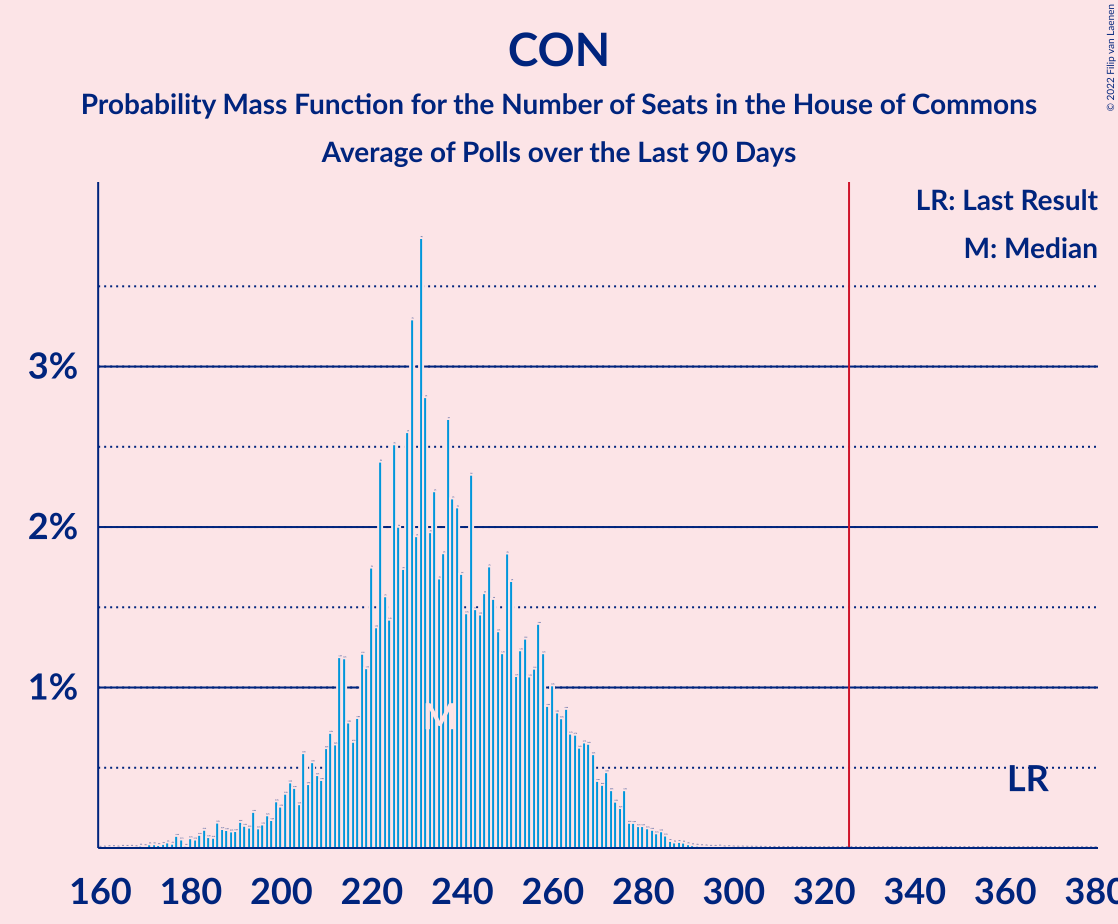 CON
Probability Mass Function for the Number of Seats in the House of Commons
Average of Polls over the Last 90 Days
© 2022 Filip van Laenen
LR: Last Result
M: Median
3%
2%
1%
M
LR
160 180 200 220 240 260 280 300 320 340 360 380